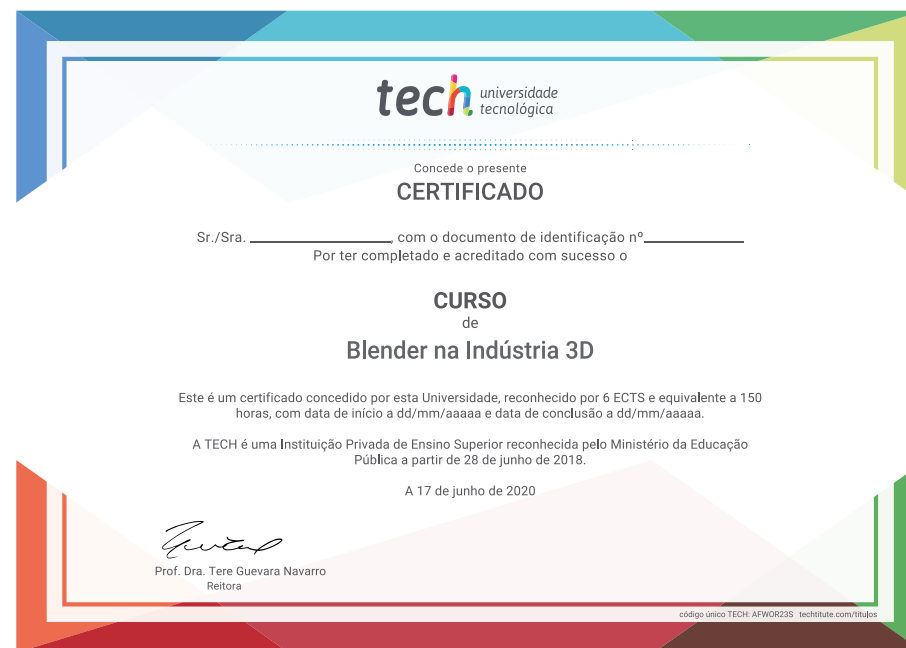 tech universidade
tecnológica
Concede o presente
CERTIFICADO
Sr./Sra. ________________, com o documento de identificação nº____________
Por ter completado e acreditado com sucesso o
CURSO
de
Blender na Indústria 3D
Este é um certificado concedido por esta Universidade, reconhecido por 6 ECTS e equivalente a 150
horas, com data de início a dd/mm/aaaaa e data de conclusão a dd/mm/aaaaa.
A TECH é uma Instituição Privada de Ensino Superior reconhecida pelo Ministério da Educação
Pública a partir de 28 de junho de 2018.
A 17 de junho de 2020
Prof. Dra. Tere Guevara Navarro
Reitora
código único TECH: AFWOR23S techtitute.com/titulos